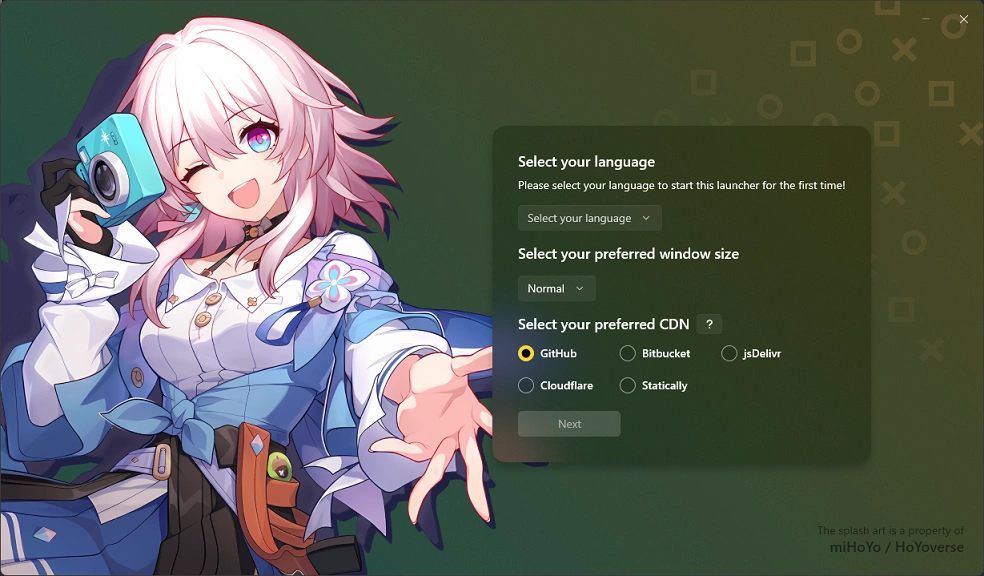 Select your language
Please select your language to start this launcher for the first time!
Select your language
Select your preferred window size
Normal
Select your preferred CDN ?
GitHub Bitbucket jsDelivr
Cloudflare Statically
Next
The splash art is a property of
miHoYo / HoYoverse